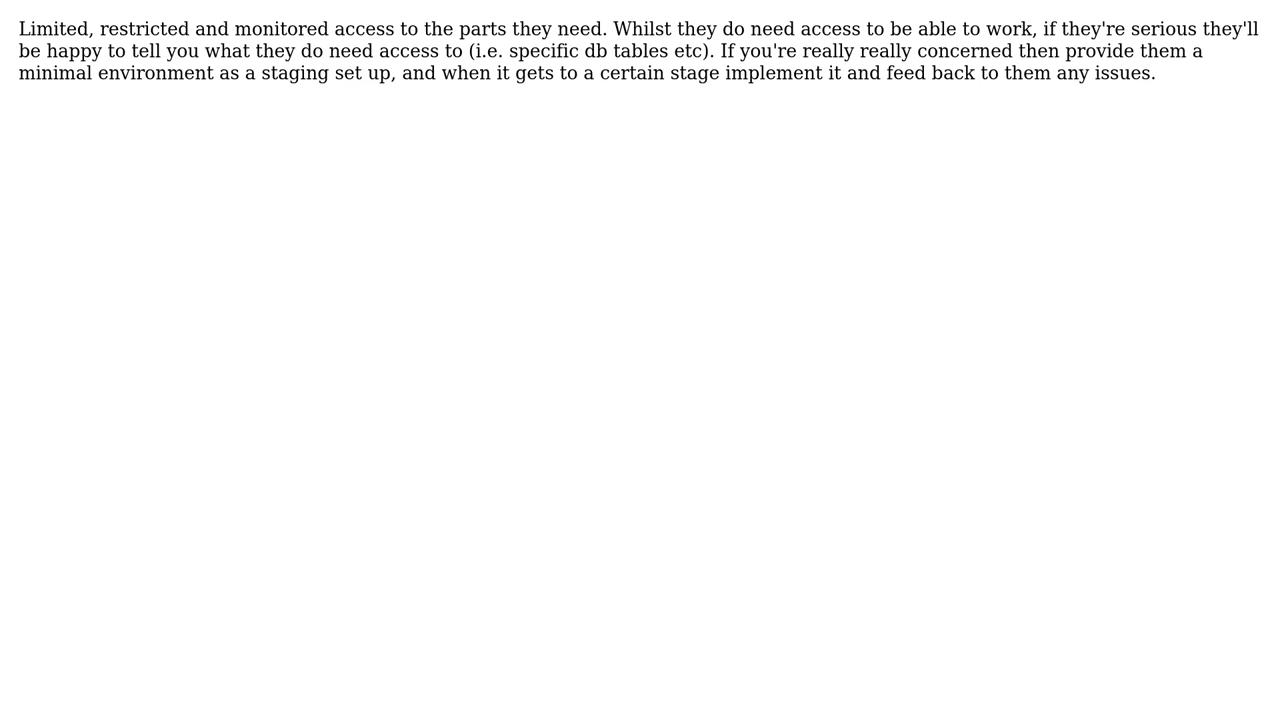 Limited, restricted and monitored access to the parts they need. Whilst they do need access to be able to work, if they're serious they'll
be happy to tell you what they do need access to (i.e. specific db tables etc). If you're really really concerned then provide them a
minimal environment as a staging set up, and when it gets to a certain stage implement it and feed back to them any issues.